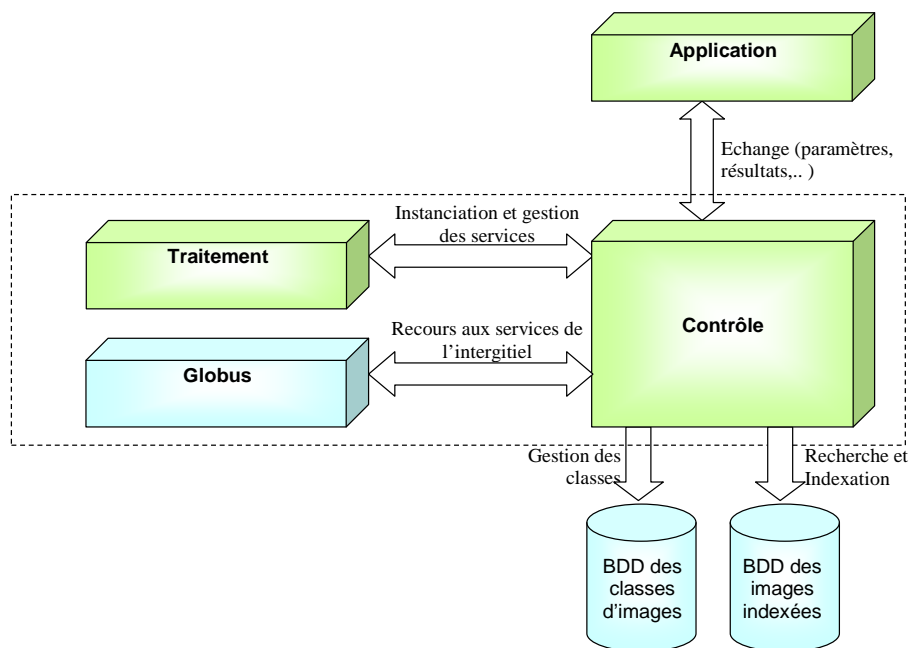 Application
Echange (paramètres,
résultats,.. )
Instanciation et gestion
des services
Traitement
Contrôle
Recours aux services de
l’intergitiel
Globus
Gestion des
classes
Recherche et
Indexation
BDD des
classes
d’images
BDD des
images
indexées